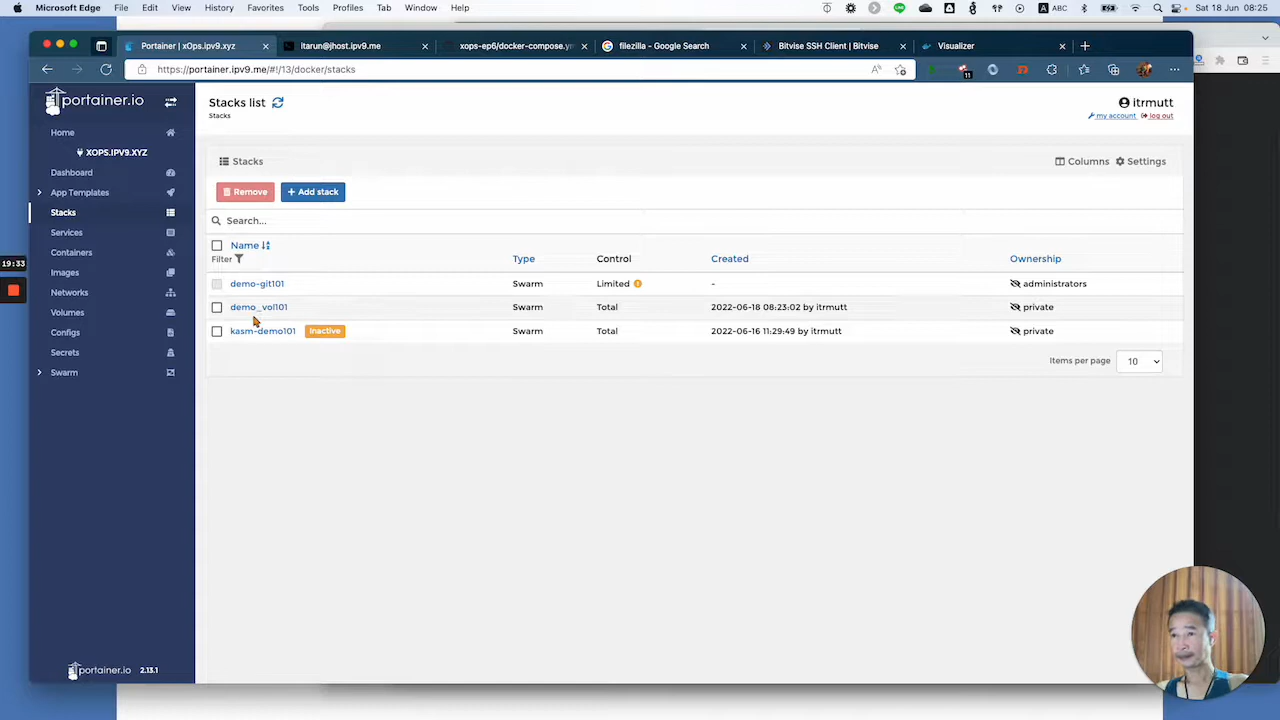 Microsoft Edge File Edit View History Favourites Tools Profiles Tab Window Help ABC Sat 18 Jun 08:25
Portainer | xOps.ipv9.xyz × itarun@jhost.ipv9.me × xops-ep6/docker-compose.ym × filezilla - Google Search × Bitvise SSH Client | Bitvise × Visualizer × +
https://portainer.ipv9.me/#!/13/docker/stacks
11
portainer.io
Home
XOPS.IPV9.XYZ
Dashboard
App Templates
Stacks
Services
Containers
Images
Networks
Volumes
Configs
Secrets
Swarm
portainer.io 2.13.1
19:33
Stacks list
Stacks
itrmutt
my account log out
Stacks
Columns Settings
Remove + Add stack
Search...
Name Type Control Created Ownership
Filter
demo-git101 Swarm Limited - administrators
demo_vol101 Swarm Total 2022-06-18 08:23:02 by itrmutt private
kasm-demo101 Inactive Swarm Total 2022-06-16 11:29:49 by itrmutt private
Items per page 10